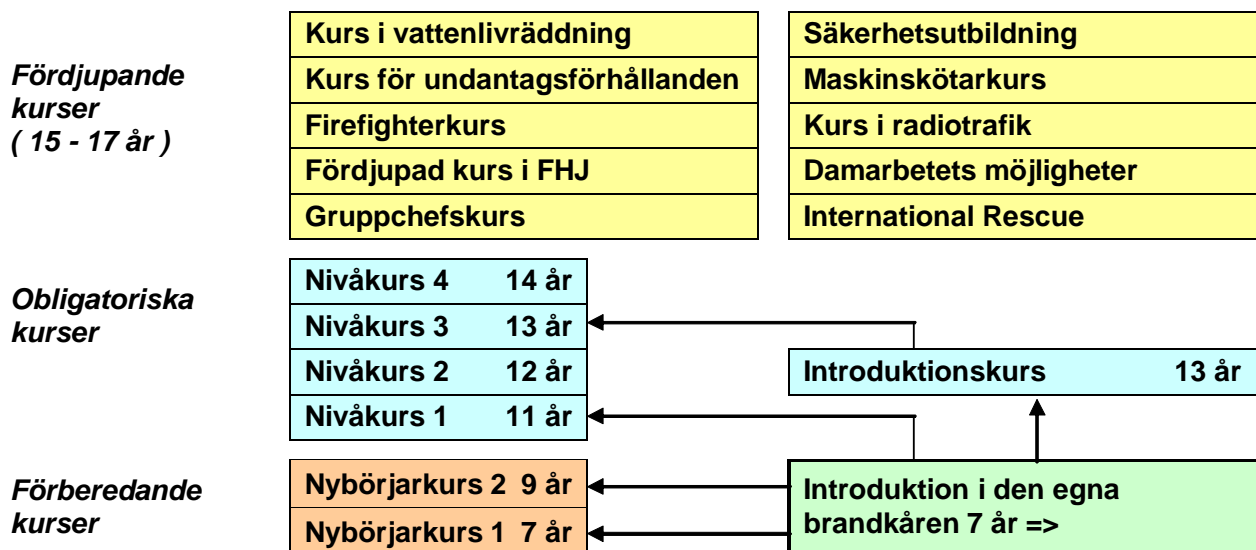 Fördjupande
kurser
( 15 - 17 år )
Kurs i vattenlivräddning
Kurs för undantagsförhållanden
Firefighterkurs
Fördjupad kurs i FHJ
Gruppchefskurs
Säkerhetsutbildning
Maskinskötarkurs
Kurs i radiotrafik
Damarbetets möjligheter
International Rescue
Obligatoriska
kurser
Nivåkurs 4 14 år
Nivåkurs 3 13 år
Nivåkurs 2 12 år
Nivåkurs 1 11 år
Introduktionskurs 13 år
Förberedande
kurser
Nybörjarkurs 2 9 år
Nybörjarkurs 1 7 år
Introduktion i den egna
brandkåren 7 år =>